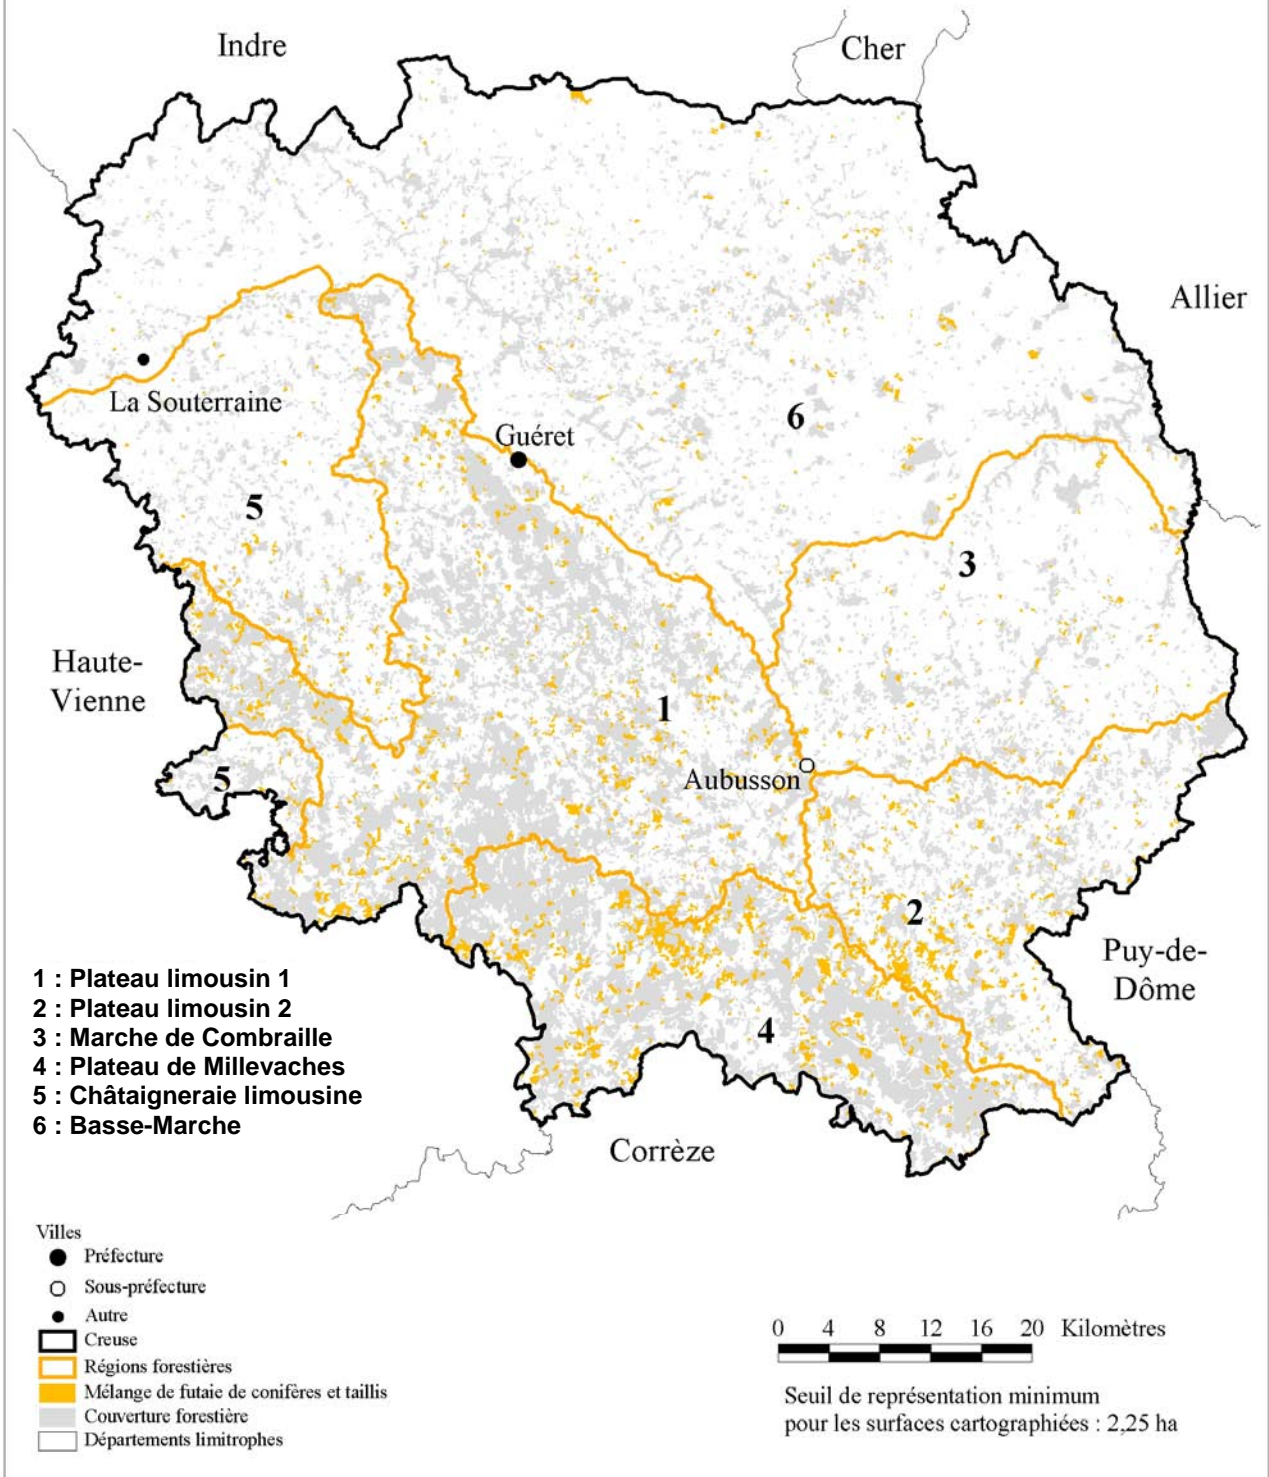 Indre
Cher
Allier
La Souterraine
Guéret
6
5
3
Haute-
Vienne
1
5
Aubusson
2
Puy-de-
Dôme
4
Corrèze
1 : Plateau limousin 1
2 : Plateau limousin 2
3 : Marche de Combraille
4 : Plateau de Millevaches
5 : Châtaigneraie limousine
6 : Basse-Marche
Villes
Préfecture
Sous-préfecture
Autre
Creuse
Régions forestières
Mélange de futaie de conifères et taillis
Couverture forestière
Départements limitrophes
0 4 8 12 16 20 Kilomètres
Seuil de représentation minimum
pour les surfaces cartographiées : 2,25 ha